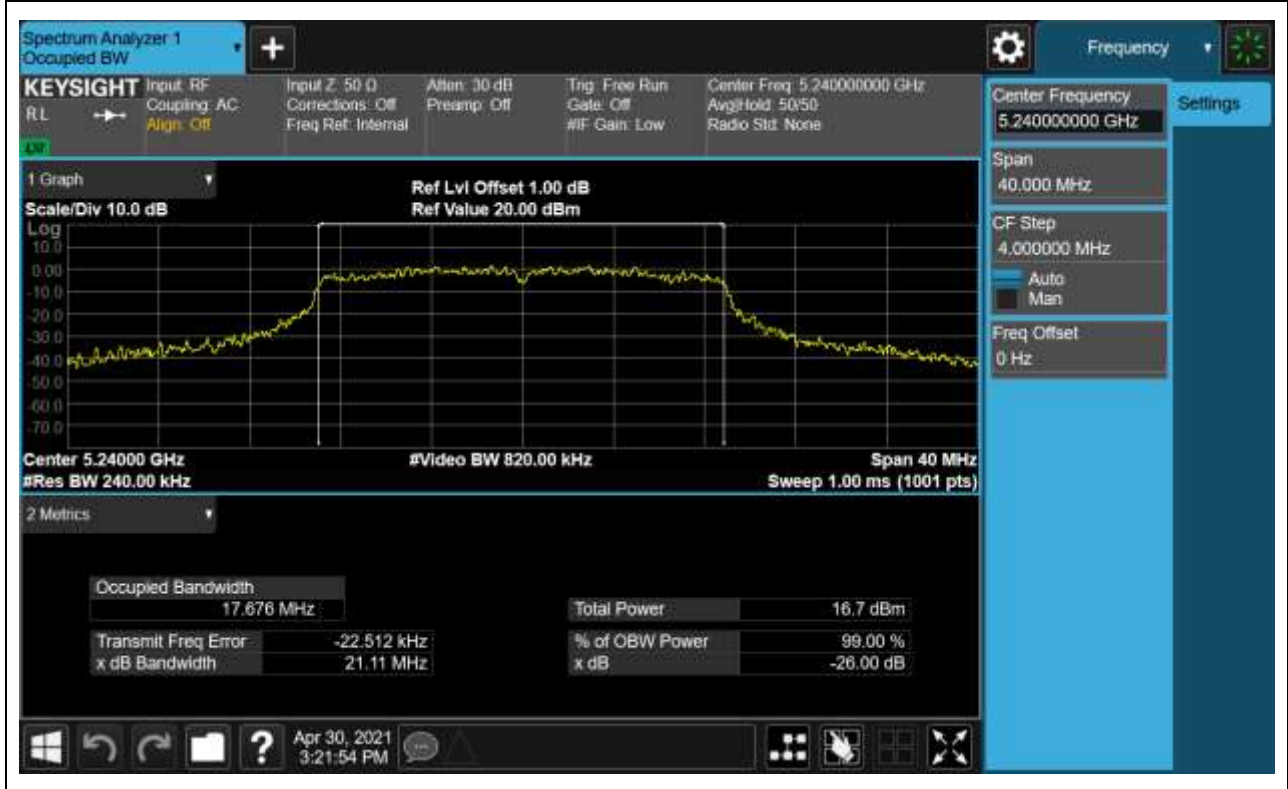 Spectrum Analyzer 1
Occupied BW
+
Frequency
KEYSIGHT
RL
Input: RF
Coupling: AC
Align: Off
Input Z: 50 Ω
Corrections: Off
Freq Ref: Internal
Atten: 30 dB
Preamp: Off
Trig: Free Run
Gate: Off
#IF Gain: Low
Center Freq: 5.240000000 GHz
Avg|Hold: 50/50
Radio Std: None
Center Frequency
5.240000000 GHz
Settings
Span
40.000 MHz
CF Step
4.000000 MHz
Auto
Man
Freq Offset
0 Hz
1 Graph
Scale/Div 10.0 dB
Ref Lvl Offset 1.00 dB
Ref Value 20.00 dBm
Log
10.0
0.00
-10.0
-20.0
-30.0
-40.0
-50.0
-60.0
-70.0
Center 5.24000 GHz
#Video BW 820.00 kHz
Span 40 MHz
#Res BW 240.00 kHz
Sweep 1.00 ms (1001 pts)
2 Metrics
Occupied Bandwidth
17.676 MHz
Total Power 16.7 dBm
Transmit Freq Error -22.512 kHz
% of OBW Power 99.00 %
x dB Bandwidth 21.11 MHz
x dB -26.00 dB
?
Apr 30, 2021
3:21:54 PM